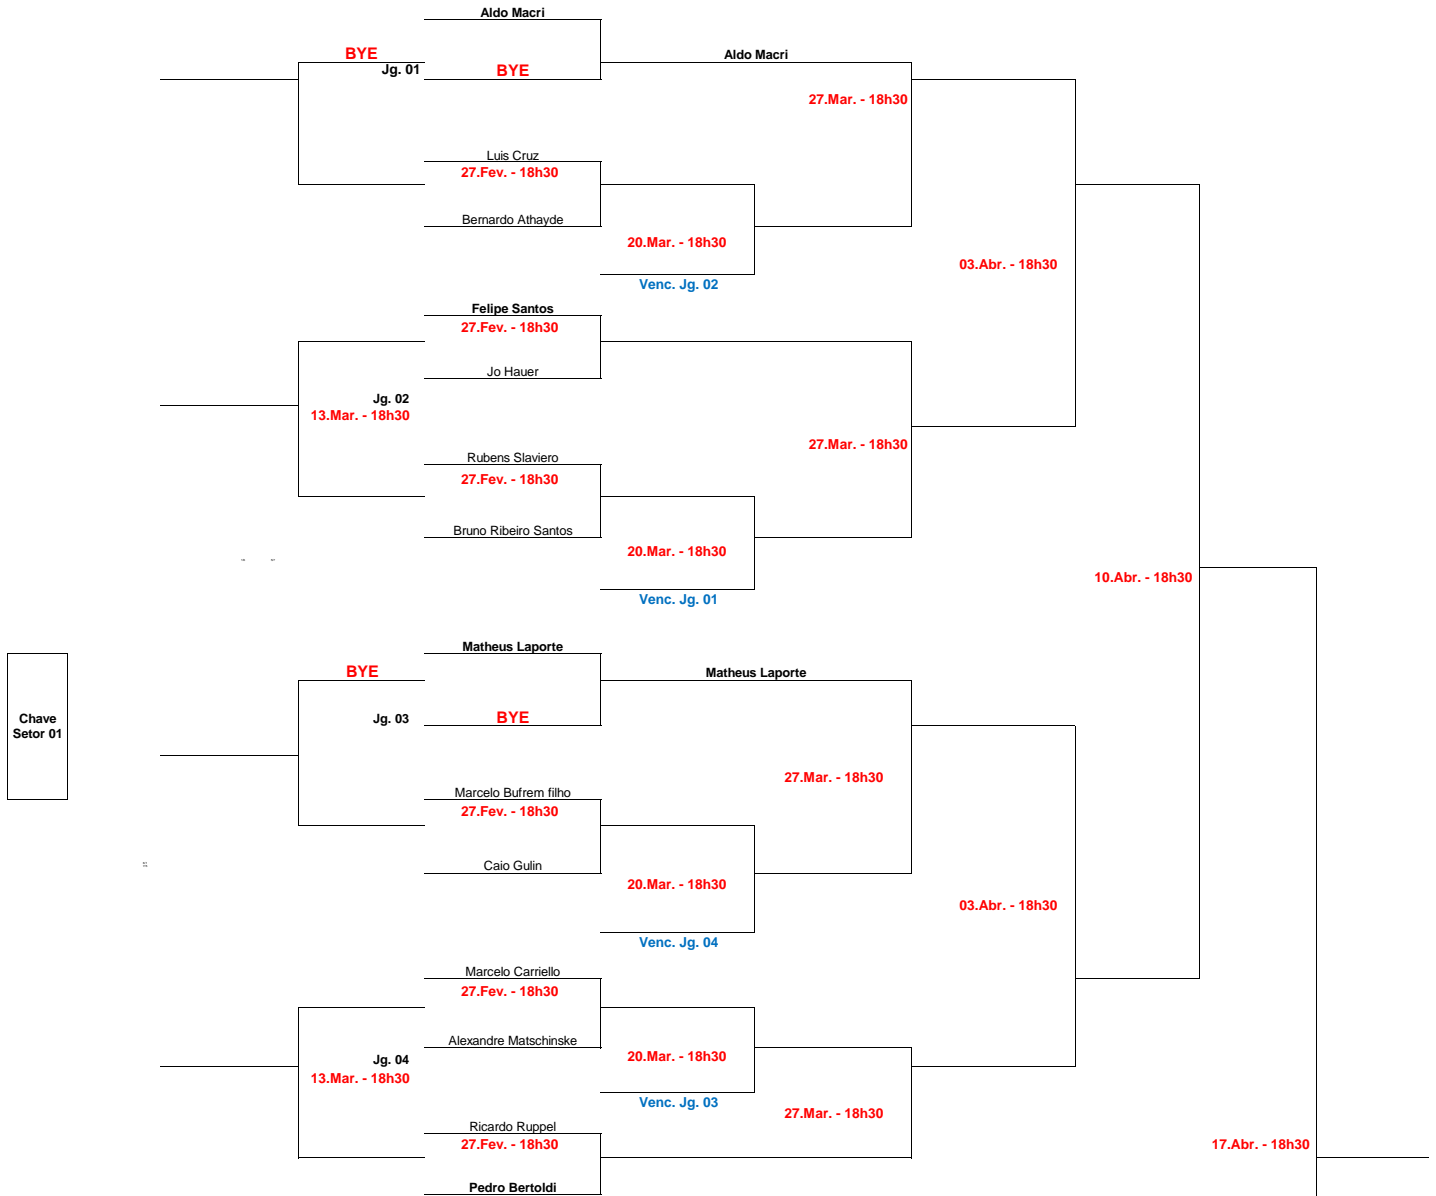 Aldo Macri
BYE
Aldo Macri
Jg. 01
BYE
27.Mar. - 18h30
Luis Cruz
27.Fev. - 18h30
Bernardo Athayde
20.Mar. - 18h30
03.Abr. - 18h30
Venc. Jg. 02
Felipe Santos
27.Fev. - 18h30
Jo Hauer
Jg. 02
13.Mar. - 18h30
27.Mar. - 18h30
Rubens Slaviero
27.Fev. - 18h30
Bruno Ribeiro Santos
20.Mar. - 18h30
10.Abr. - 18h30
Venc. Jg. 01
Matheus Laporte
BYE
Matheus Laporte
Chave
Setor 01
Jg. 03
BYE
27.Mar. - 18h30
Marcelo Bufrem filho
27.Fev. - 18h30
Caio Gulin
20.Mar. - 18h30
03.Abr. - 18h30
Venc. Jg. 04
Marcelo Carriello
27.Fev. - 18h30
Alexandre Matschinske
Jg. 04
13.Mar. - 18h30
20.Mar. - 18h30
Venc. Jg. 03
27.Mar. - 18h30
Ricardo Ruppel
27.Fev. - 18h30
17.Abr. - 18h30
Pedro Bertoldi